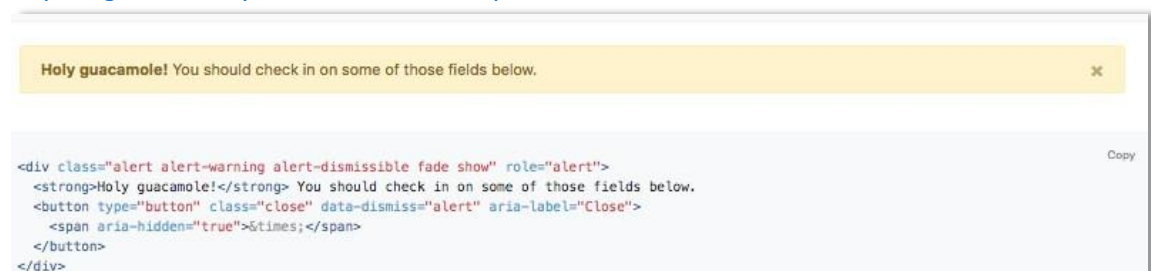 Holy guacamole! You should check in on some of those fields below. ×
Copy
<div class="alert alert-warning alert-dismissible fade show" role="alert">
  <strong>Holy guacamole!</strong> You should check in on some of those fields below.
  <button type="button" class="close" data-dismiss="alert" aria-label="Close">
    <span aria-hidden="true">&times;</span>
  </button>
</div>